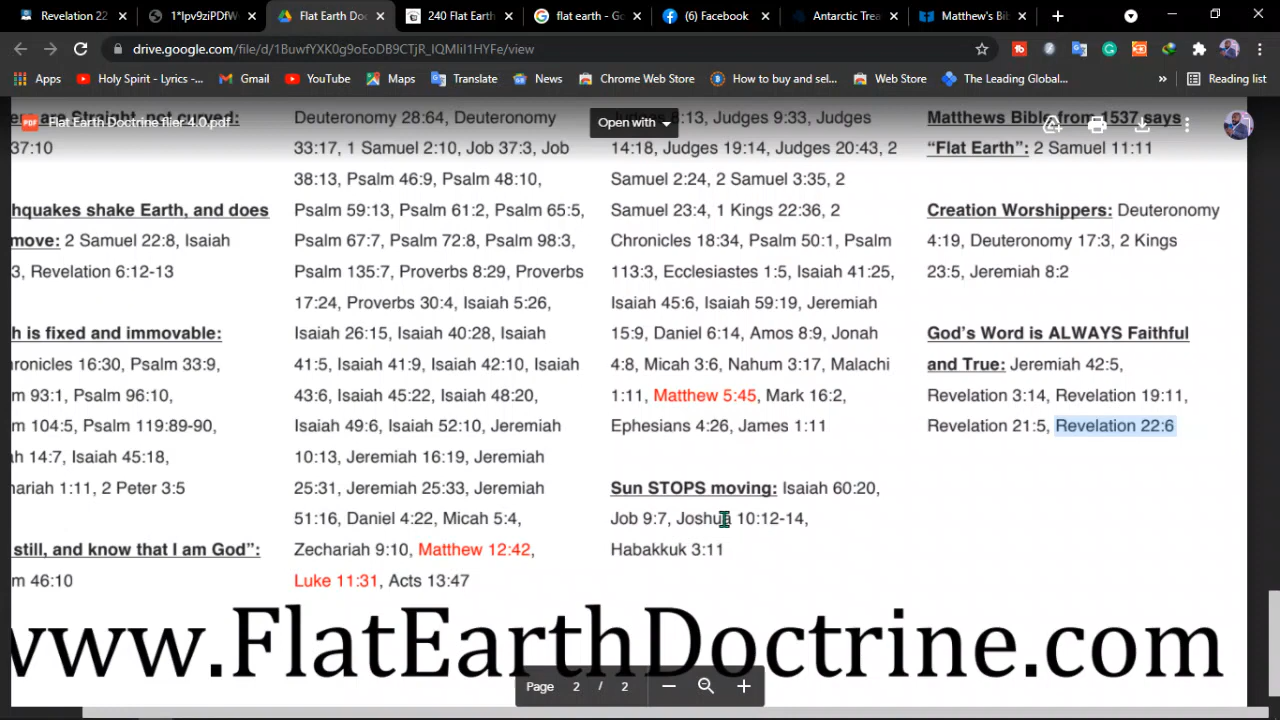 Revelation 22
1*Ipv9ziPDfW
Flat Earth Doc
240 Flat Earth
flat earth - Go
(6) Facebook
Antarctic Trea
Matthew's Bib
drive.google.com/file/d/1BuwfYXK0g9oEoDB9CTjR_IQMIiI1HYFe/view
Apps
Holy Spirit - Lyrics -...
Gmail
YouTube
Maps
Translate
News
Chrome Web Store
How to buy and sel...
Web Store
The Leading Global...
Reading list
PDF Flat Earth Doctrine flier 4.0.pdf
Open with
37:10
hquakes shake Earth, and does
move: 2 Samuel 22:8, Isaiah
3, Revelation 6:12-13
h is fixed and immovable:
hronicles 16:30, Psalm 33:9,
m 93:1, Psalm 96:10,
m 104:5, Psalm 119:89-90,
h 14:7, Isaiah 45:18,
hariah 1:11, 2 Peter 3:5
still, and know that I am God":
m 46:10
Deuteronomy 28:64, Deuteronomy
33:17, 1 Samuel 2:10, Job 37:3, Job
38:13, Psalm 46:9, Psalm 48:10,
Psalm 59:13, Psalm 61:2, Psalm 65:5,
Psalm 67:7, Psalm 72:8, Psalm 98:3,
Psalm 135:7, Proverbs 8:29, Proverbs
17:24, Proverbs 30:4, Isaiah 5:26,
Isaiah 26:15, Isaiah 40:28, Isaiah
41:5, Isaiah 41:9, Isaiah 42:10, Isaiah
43:6, Isaiah 45:22, Isaiah 48:20,
Isaiah 49:6, Isaiah 52:10, Jeremiah
10:13, Jeremiah 16:19, Jeremiah
25:31, Jeremiah 25:33, Jeremiah
51:16, Daniel 4:22, Micah 5:4,
Zechariah 9:10, Matthew 12:42,
Luke 11:31, Acts 13:47
8:13, Judges 9:33, Judges
14:18, Judges 19:14, Judges 20:43, 2
Samuel 2:24, 2 Samuel 3:35, 2
Samuel 23:4, 1 Kings 22:36, 2
Chronicles 18:34, Psalm 50:1, Psalm
113:3, Ecclesiastes 1:5, Isaiah 41:25,
Isaiah 45:6, Isaiah 59:19, Jeremiah
15:9, Daniel 6:14, Amos 8:9, Jonah
4:8, Micah 3:6, Nahum 3:17, Malachi
1:11, Matthew 5:45, Mark 16:2,
Ephesians 4:26, James 1:11
Sun STOPS moving: Isaiah 60:20,
Job 9:7, Joshua 10:12-14,
Habakkuk 3:11
Matthews Bible from 1537 says
“Flat Earth”: 2 Samuel 11:11
Creation Worshippers: Deuteronomy
4:19, Deuteronomy 17:3, 2 Kings
23:5, Jeremiah 8:2
God’s Word is ALWAYS Faithful
and True: Jeremiah 42:5,
Revelation 3:14, Revelation 19:11,
Revelation 21:5, Revelation 22:6
www.FlatEarthDoctrine.com
Page 2 / 2